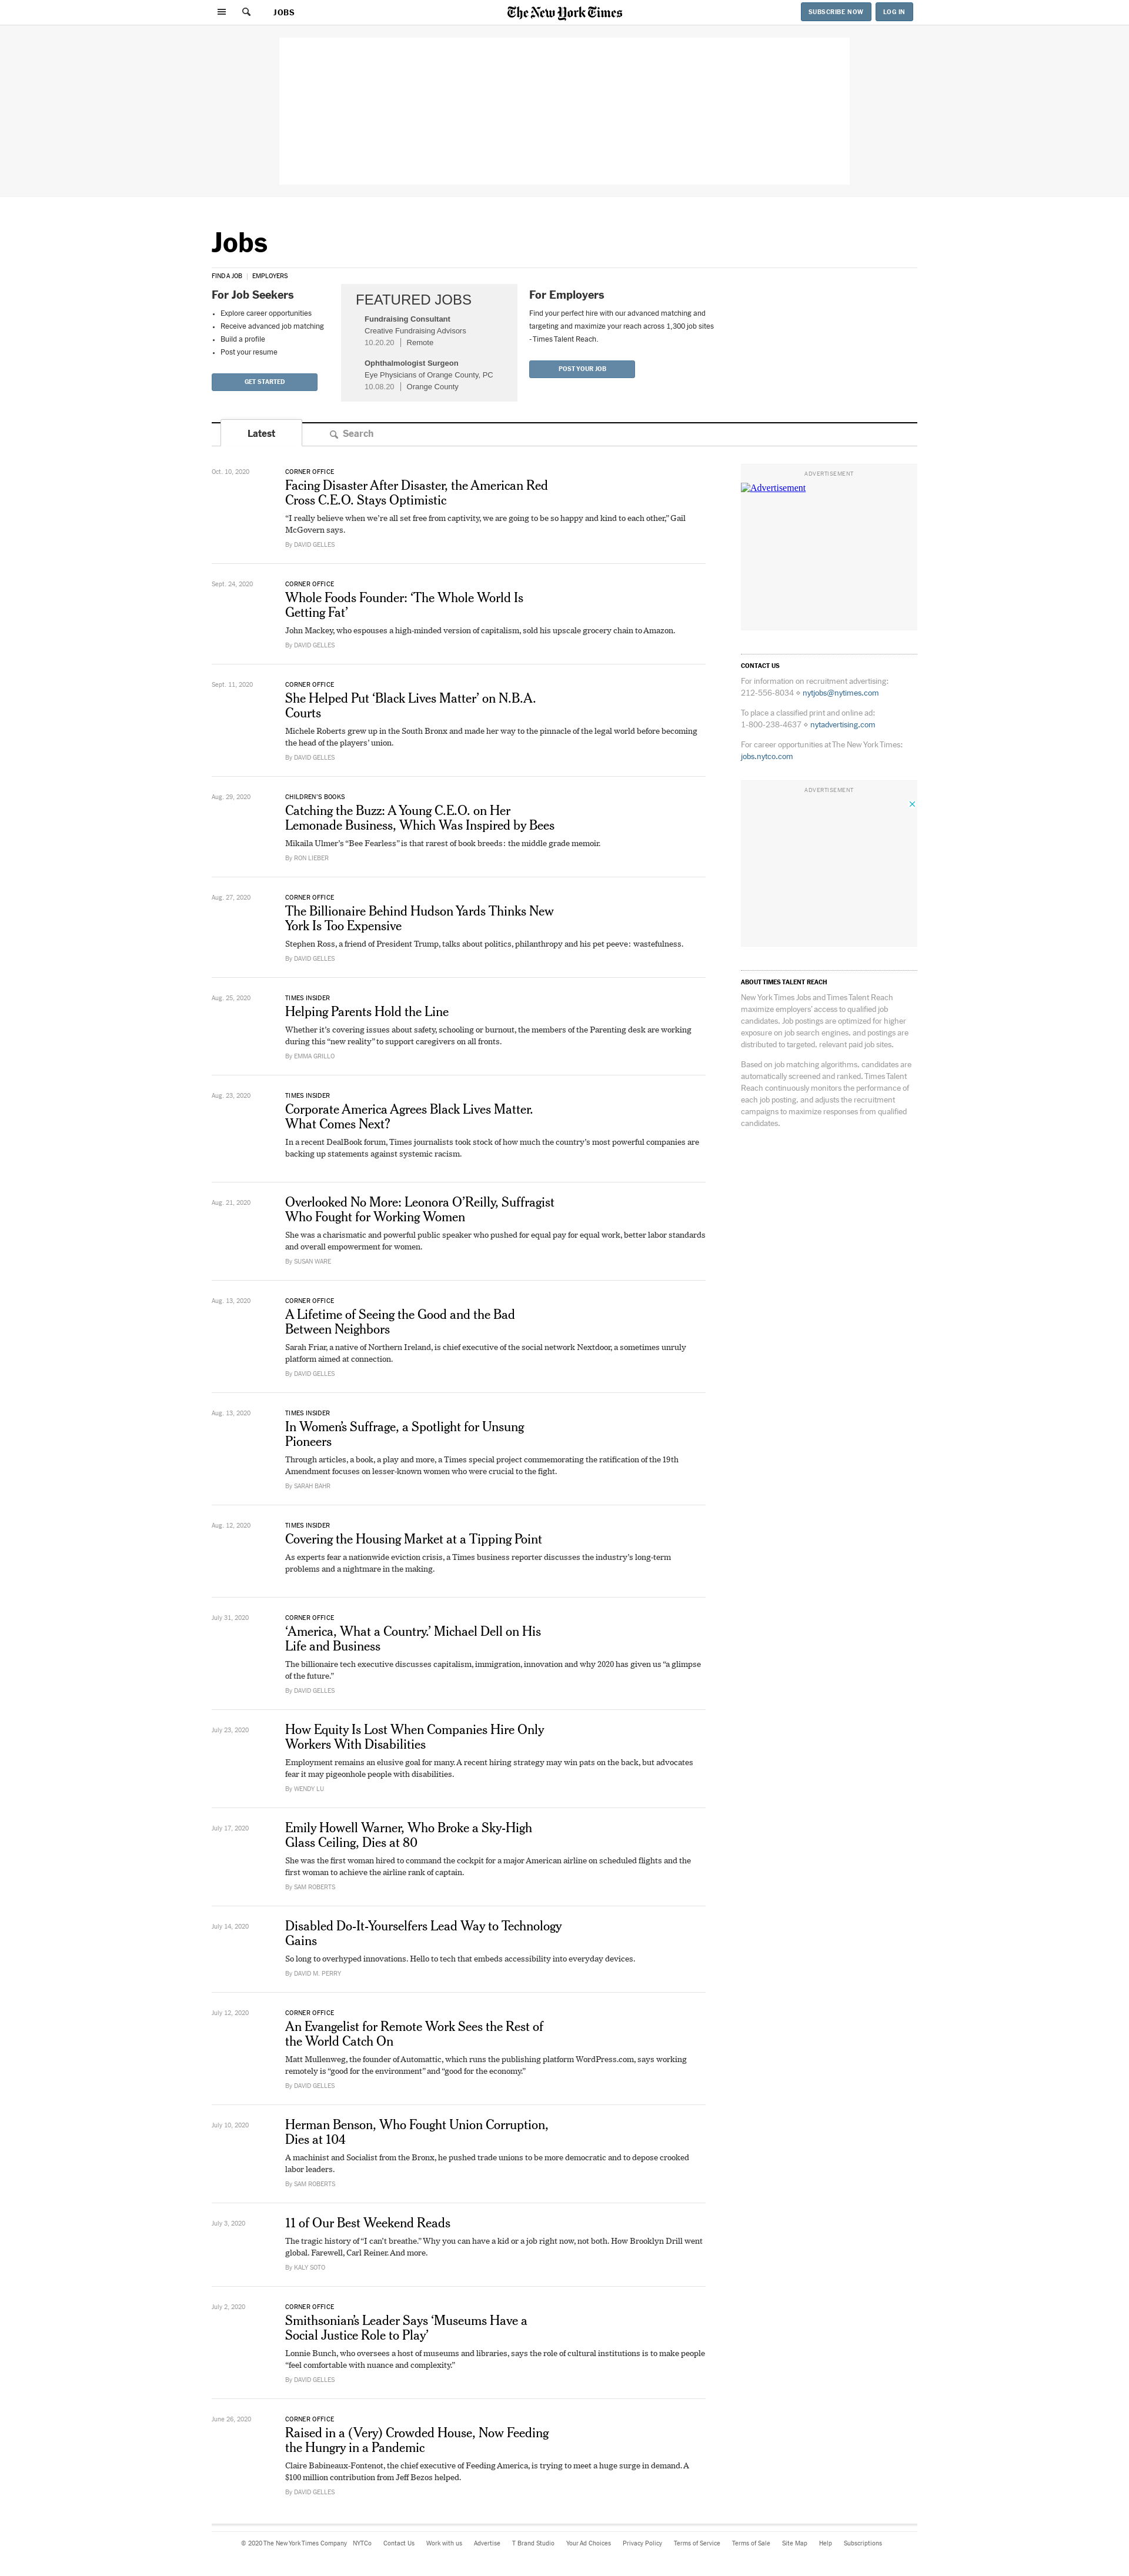 JOBS
The New York Times
SUBSCRIBE NOW
LOG IN
Jobs
FIND A JOB | EMPLOYERS
For Job Seekers
• Explore career opportunities
• Receive advanced job matching
• Build a profile
• Post your resume
GET STARTED
FEATURED JOBS
Fundraising Consultant
Creative Fundraising Advisors
10.20.20 | Remote
Ophthalmologist Surgeon
Eye Physicians of Orange County, PC
10.08.20 | Orange County
For Employers
Find your perfect hire with our advanced matching and
targeting and maximize your reach across 1,300 job sites
- Times Talent Reach.
POST YOUR JOB
Latest
Search
Oct. 10, 2020
CORNER OFFICE
Facing Disaster After Disaster, the American Red
Cross C.E.O. Stays Optimistic
“I really believe when we’re all set free from captivity, we are going to be so happy and kind to each other,” Gail
McGovern says.
By DAVID GELLES
Sept. 24, 2020
CORNER OFFICE
Whole Foods Founder: ‘The Whole World Is
Getting Fat’
John Mackey, who espouses a high-minded version of capitalism, sold his upscale grocery chain to Amazon.
By DAVID GELLES
Sept. 11, 2020
CORNER OFFICE
She Helped Put ‘Black Lives Matter’ on N.B.A.
Courts
Michele Roberts grew up in the South Bronx and made her way to the pinnacle of the legal world before becoming
the head of the players’ union.
By DAVID GELLES
Aug. 29, 2020
CHILDREN’S BOOKS
Catching the Buzz: A Young C.E.O. on Her
Lemonade Business, Which Was Inspired by Bees
Mikaila Ulmer’s “Bee Fearless” is that rarest of book breeds: the middle grade memoir.
By RON LIEBER
Aug. 27, 2020
CORNER OFFICE
The Billionaire Behind Hudson Yards Thinks New
York Is Too Expensive
Stephen Ross, a friend of President Trump, talks about politics, philanthropy and his pet peeve: wastefulness.
By DAVID GELLES
Aug. 25, 2020
TIMES INSIDER
Helping Parents Hold the Line
Whether it’s covering issues about safety, schooling or burnout, the members of the Parenting desk are working
during this “new reality” to support caregivers on all fronts.
By EMMA GRILLO
Aug. 23, 2020
TIMES INSIDER
Corporate America Agrees Black Lives Matter.
What Comes Next?
In a recent DealBook forum, Times journalists took stock of how much the country’s most powerful companies are
backing up statements against systemic racism.
Aug. 21, 2020
Overlooked No More: Leonora O’Reilly, Suffragist
Who Fought for Working Women
She was a charismatic and powerful public speaker who pushed for equal pay for equal work, better labor standards
and overall empowerment for women.
By SUSAN WARE
Aug. 13, 2020
CORNER OFFICE
A Lifetime of Seeing the Good and the Bad
Between Neighbors
Sarah Friar, a native of Northern Ireland, is chief executive of the social network Nextdoor, a sometimes unruly
platform aimed at connection.
By DAVID GELLES
Aug. 13, 2020
TIMES INSIDER
In Women’s Suffrage, a Spotlight for Unsung
Pioneers
Through articles, a book, a play and more, a Times special project commemorating the ratification of the 19th
Amendment focuses on lesser-known women who were crucial to the fight.
By SARAH BAHR
Aug. 12, 2020
TIMES INSIDER
Covering the Housing Market at a Tipping Point
As experts fear a nationwide eviction crisis, a Times business reporter discusses the industry’s long-term
problems and a nightmare in the making.
July 31, 2020
CORNER OFFICE
‘America, What a Country.’ Michael Dell on His
Life and Business
The billionaire tech executive discusses capitalism, immigration, innovation and why 2020 has given us “a glimpse
of the future.”
By DAVID GELLES
July 23, 2020
How Equity Is Lost When Companies Hire Only
Workers With Disabilities
Employment remains an elusive goal for many. A recent hiring strategy may win pats on the back, but advocates
fear it may pigeonhole people with disabilities.
By WENDY LU
July 17, 2020
Emily Howell Warner, Who Broke a Sky-High
Glass Ceiling, Dies at 80
She was the first woman hired to command the cockpit for a major American airline on scheduled flights and the
first woman to achieve the airline rank of captain.
By SAM ROBERTS
July 14, 2020
Disabled Do-It-Yourselfers Lead Way to Technology
Gains
So long to overhyped innovations. Hello to tech that embeds accessibility into everyday devices.
By DAVID M. PERRY
July 12, 2020
CORNER OFFICE
An Evangelist for Remote Work Sees the Rest of
the World Catch On
Matt Mullenweg, the founder of Automattic, which runs the publishing platform WordPress.com, says working
remotely is “good for the environment” and “good for the economy.”
By DAVID GELLES
July 10, 2020
Herman Benson, Who Fought Union Corruption,
Dies at 104
A machinist and Socialist from the Bronx, he pushed trade unions to be more democratic and to depose crooked
labor leaders.
By SAM ROBERTS
July 3, 2020
11 of Our Best Weekend Reads
The tragic history of “I can’t breathe.” Why you can have a kid or a job right now, not both. How Brooklyn Drill went
global. Farewell, Carl Reiner. And more.
By KALY SOTO
July 2, 2020
CORNER OFFICE
Smithsonian’s Leader Says ‘Museums Have a
Social Justice Role to Play’
Lonnie Bunch, who oversees a host of museums and libraries, says the role of cultural institutions is to make people
“feel comfortable with nuance and complexity.”
By DAVID GELLES
June 26, 2020
CORNER OFFICE
Raised in a (Very) Crowded House, Now Feeding
the Hungry in a Pandemic
Claire Babineaux-Fontenot, the chief executive of Feeding America, is trying to meet a huge surge in demand. A
$100 million contribution from Jeff Bezos helped.
By DAVID GELLES
ADVERTISEMENT
Advertisement
CONTACT US
For information on recruitment advertising:
212-556-8034 ⋄ nytjobs@nytimes.com
To place a classified print and online ad:
1-800-238-4637 ⋄ nytadvertising.com
For career opportunities at The New York Times:
jobs.nytco.com
ADVERTISEMENT
ABOUT TIMES TALENT REACH
New York Times Jobs and Times Talent Reach
maximize employers’ access to qualified job
candidates. Job postings are optimized for higher
exposure on job search engines, and postings are
distributed to targeted, relevant paid job sites.
Based on job matching algorithms, candidates are
automatically screened and ranked. Times Talent
Reach continuously monitors the performance of
each job posting, and adjusts the recruitment
campaigns to maximize responses from qualified
candidates.
© 2020 The New York Times Company NYTCo Contact Us Work with us Advertise T Brand Studio Your Ad Choices Privacy Policy Terms of Service Terms of Sale Site Map Help Subscriptions